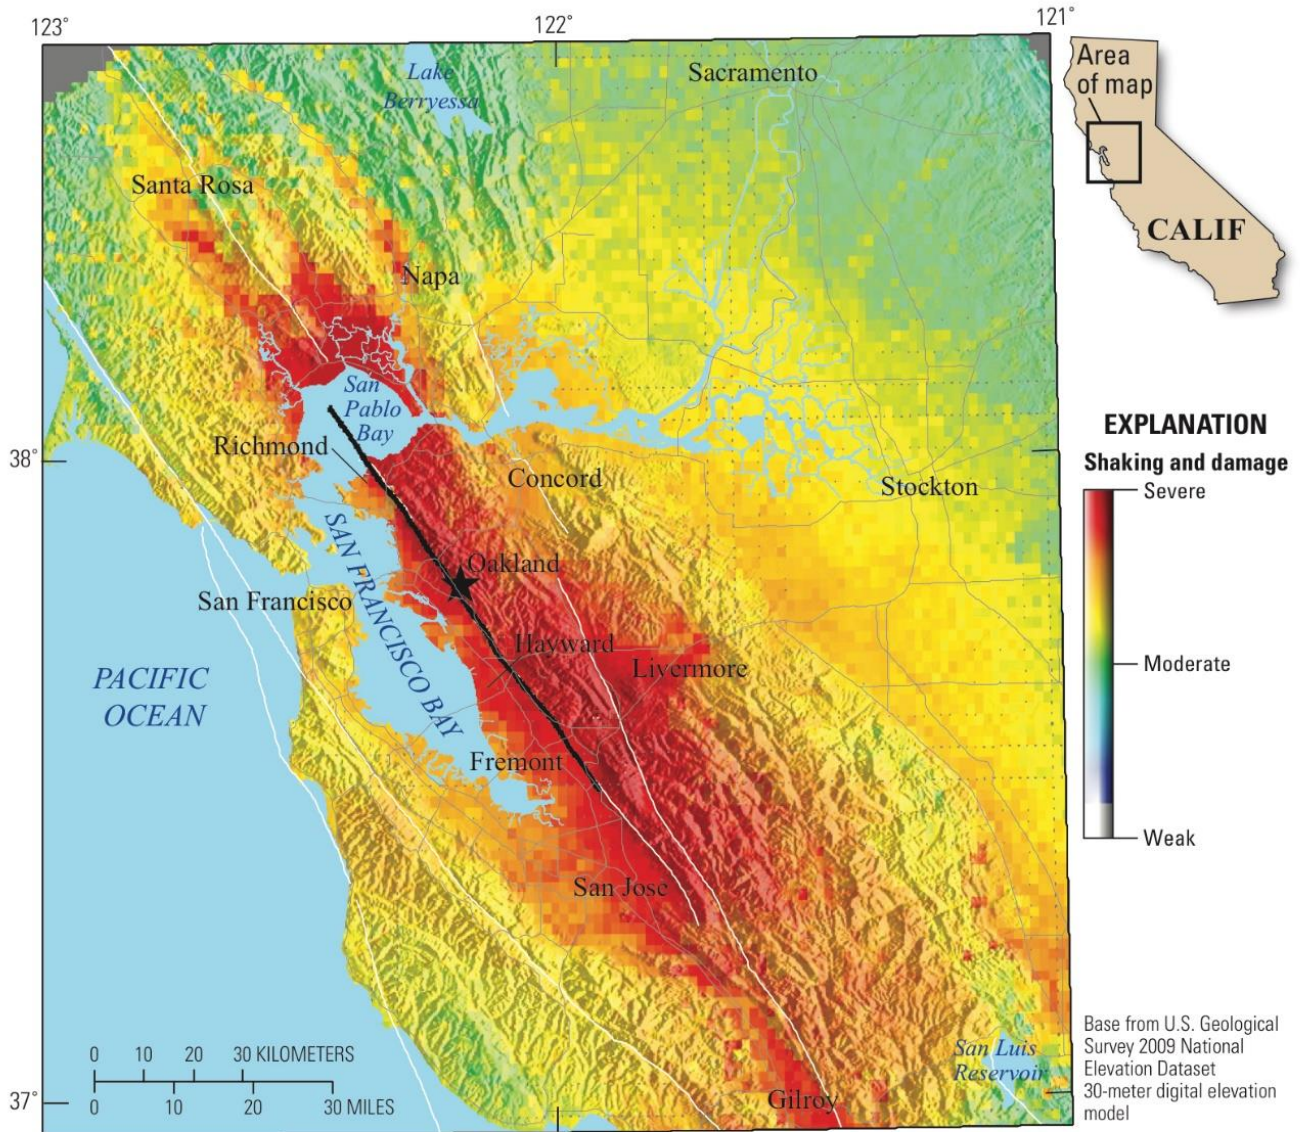 123°
122°
121°
Lake
Berryessa
Sacramento
Area
of map
CALIF
Santa Rosa
Napa
San
Pablo
Bay
Richmond
38°
Concord
Stockton
EXPLANATION
Shaking and damage
Severe
Moderate
Weak
SAN FRANCISCO BAY
Oakland
San Francisco
Hayward
Livermore
PACIFIC
OCEAN
Fremont
San Jose
0 10 20 30 KILOMETERS
0 10 20 30 MILES
37°
San Luis
Reservoir
Gilroy
Base from U.S. Geological
Survey 2009 National
Elevation Dataset
30-meter digital elevation
model